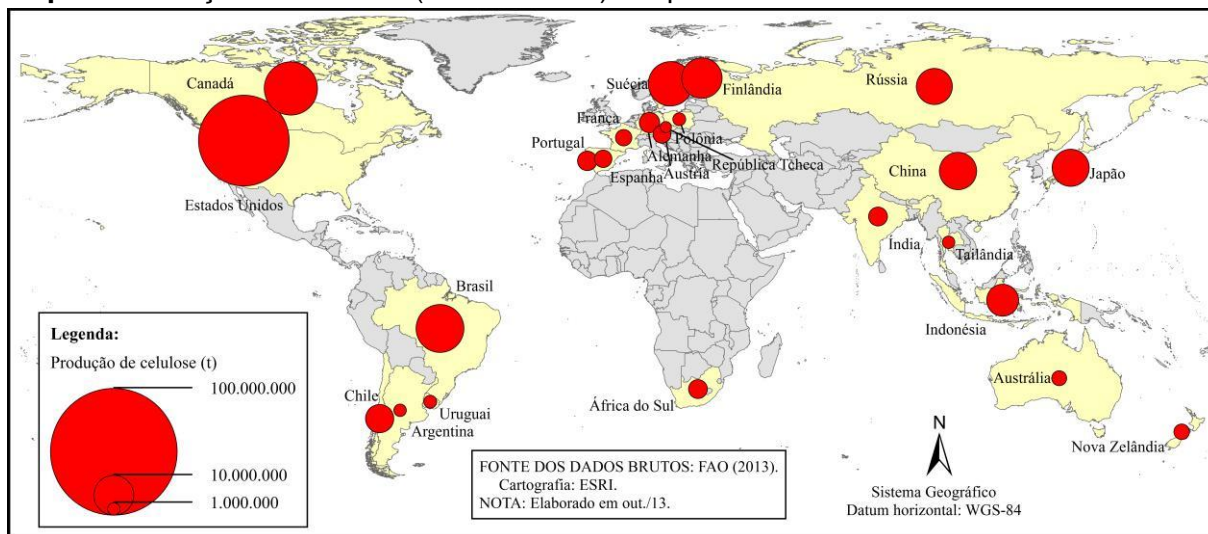 Canadá
Suécia
Finlândia
Rússia
França
Portugal
Polônia
Alemanha
República Tcheca
Espanha
Austria
China
Japão
Estados Unidos
Índia
Tailândia
Brasil
Indonésia
Legenda:
Produção de celulose (t)
100.000.000
10.000.000
1.000.000
Chile
Uruguai
Argentina
África do Sul
Austrália
Nova Zelândia
N
FONTE DOS DADOS BRUTOS: FAO (2013).
Cartografia: ESRI.
NOTA: Elaborado em out./13.
Sistema Geográfico
Datum horizontal: WGS-84